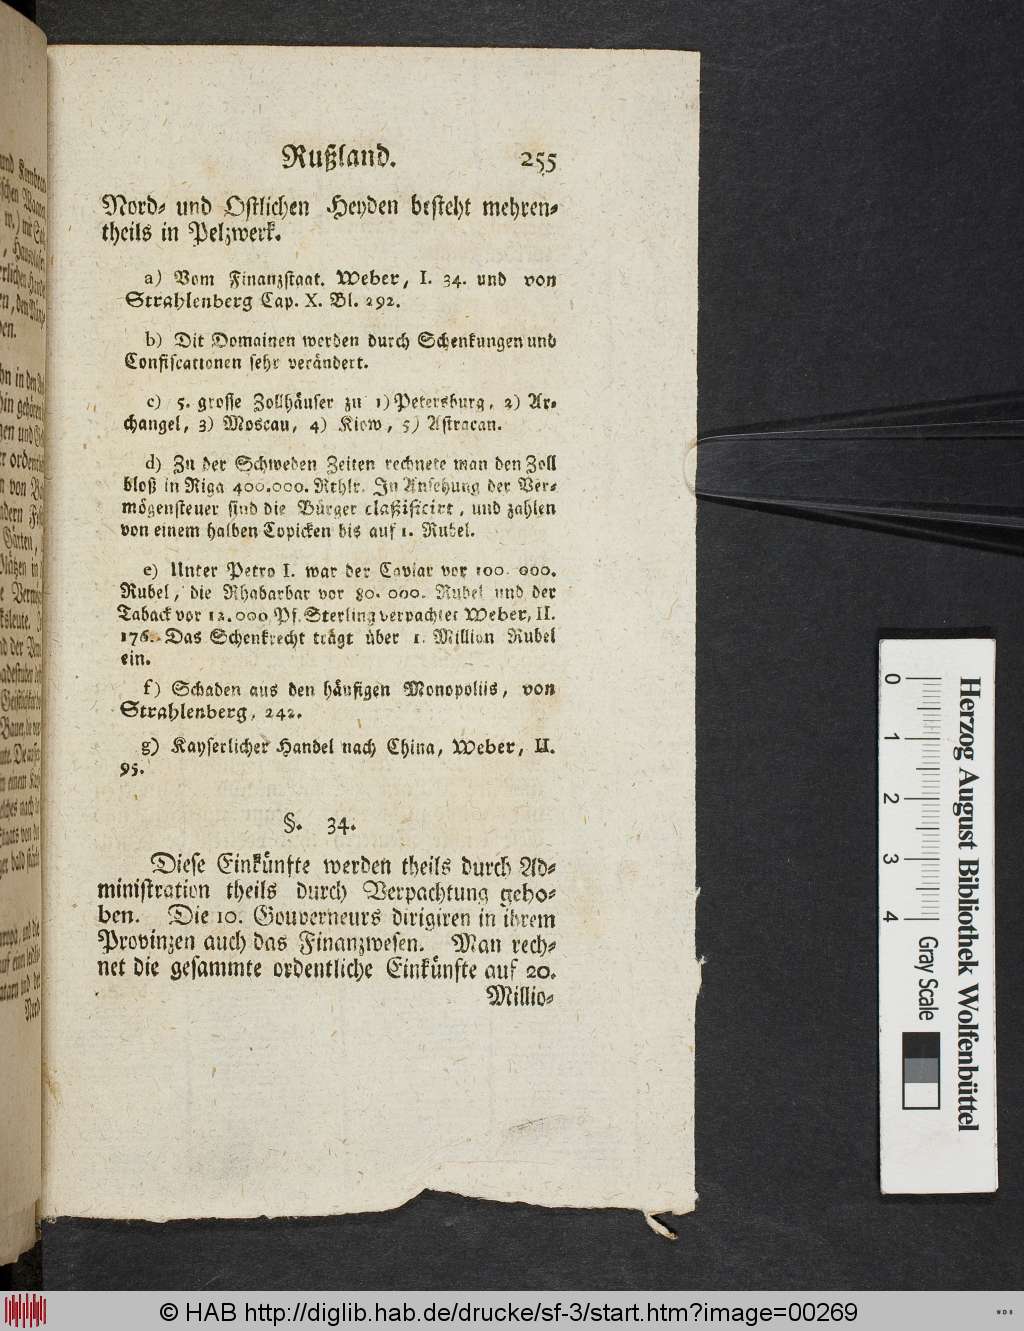 Rußland. 255
Nord- und Ostlichen Heyden besteht mehren-
theils in Pelzwerk.
a) Vom Finanzstaat. Weber, I. 34. und von
Strahlenberg Cap. X. Bl. 292.
b) Dit Domainen werden durch Schenkungen und
Confiscationen sehr verändert.
c) 5. grosse Zollhäuser zu 1) Petersburg, 2) Ar-
changel, 3) Moscau, 4) Kiow, 5) Astracan.
d) Zu der Schweden Zeiten rechnete man den Zoll
bloß in Riga 400.000. Rthlr. In Ansehung der Ver-
mögensteuer sind die Bürger claßificirt, und zahlen
von einem halben Copicken bis auf 1. Rubel.
e) Unter Petro I. war der Caviar vor 100. 000.
Rubel, die Rhabarbar vor 80. 000. Rubel und der
Taback vor 12.000 Pf. Sterling verpachtet Weber, II.
176. Das Schenkrecht trägt über 1. Million Rubel
ein.
f) Schaden aus den häufigen Monopoliis, von
Strahlenberg, 242.
g) Kayserlicher Handel nach China, Weber, II.
95.
§. 34.
Diese Einkünfte werden theils durch Ad-
ministration theils durch Verpachtung geho-
ben. Die 10. Gouverneurs dirigiren in ihrem
Provinzen auch das Finanzwesen. Man rech-
net die gesammte ordentliche Einkünfte auf 20.
Millio-
Herzog August Bibliothek Wolfenbüttel
0 1 2 3 4 Gray Scale
© HAB http://diglib.hab.de/drucke/sf-3/start.htm?image=00269